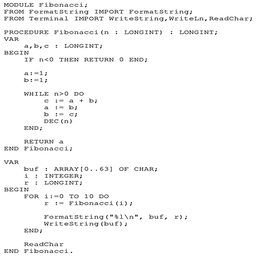 MODULE Fibonacci;
FROM FormatString IMPORT FormatString;
FROM Terminal IMPORT WriteString,WriteLn,ReadChar;
PROCEDURE Fibonacci(n : LONGINT) : LONGINT;
VAR
a,b,c : LONGINT;
BEGIN
IF n<0 THEN RETURN 0 END;
a:=1;
b:=1;
WHILE n>0 DO
c := a + b;
a := b;
b := c;
DEC(n)
END;
RETURN a
END Fibonacci;
VAR
buf : ARRAY[0..63] OF CHAR;
i : INTEGER;
r : LONGINT;
BEGIN
FOR i:=0 TO 10 DO
r := Fibonacci(i);
FormatString("%l\n", buf, r);
WriteString(buf);
END;
ReadChar
END Fibonacci.